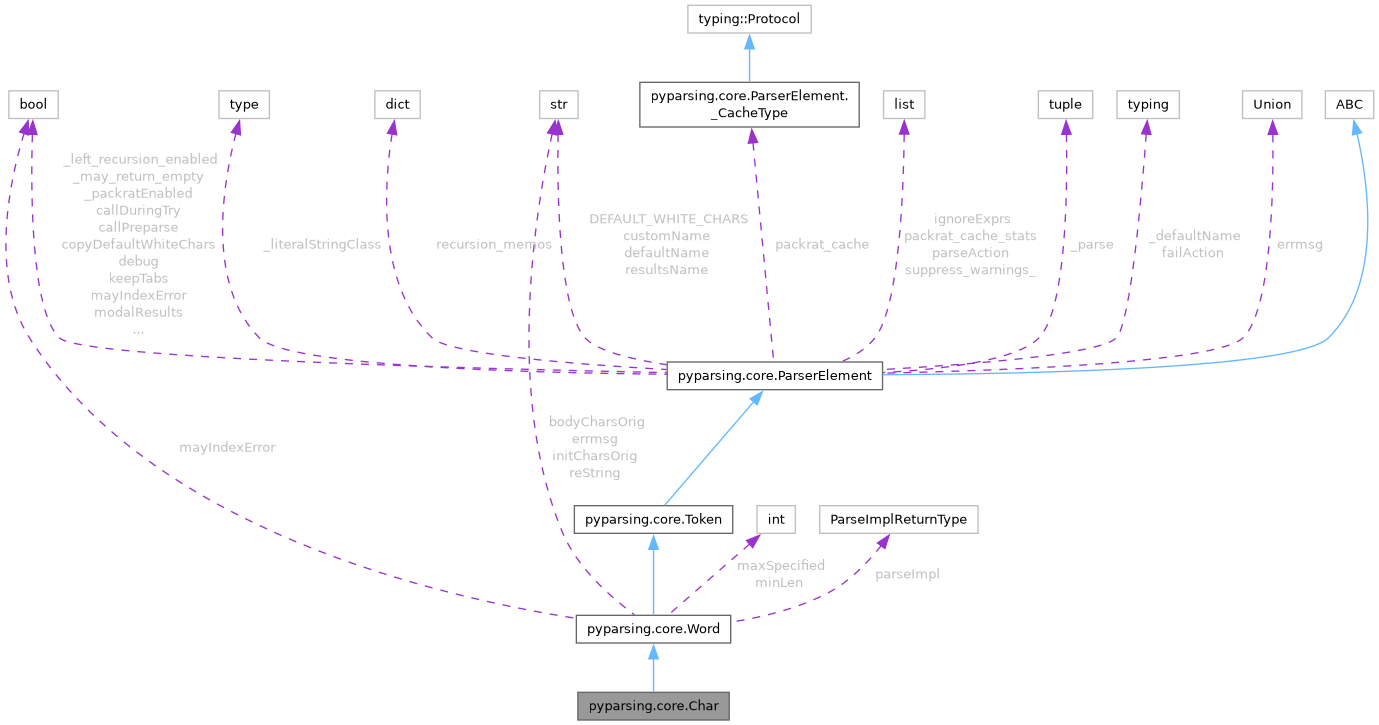 typing::Protocol
pyparsing.core.ParserElement.
_CacheType
bool
type
dict
str
list
tuple
typing
Union
ABC
_left_recursion_enabled
_may_return_empty
_packratEnabled
callDuringTry
callPreparse
copyDefaultWhiteChars
debug
keepTabs
mayIndexError
modalResults
...
_literalStringClass
recursion_memos
DEFAULT_WHITE_CHARS
customName
defaultName
resultsName
packrat_cache
ignoreExprs
packrat_cache_stats
parseAction
suppress_warnings_
_parse
_defaultName
failAction
errmsg
pyparsing.core.ParserElement
mayIndexError
bodyCharsOrig
errmsg
initCharsOrig
reString
pyparsing.core.Token
int
ParseImplReturnType
maxSpecified
minLen
parseImpl
pyparsing.core.Word
pyparsing.core.Char